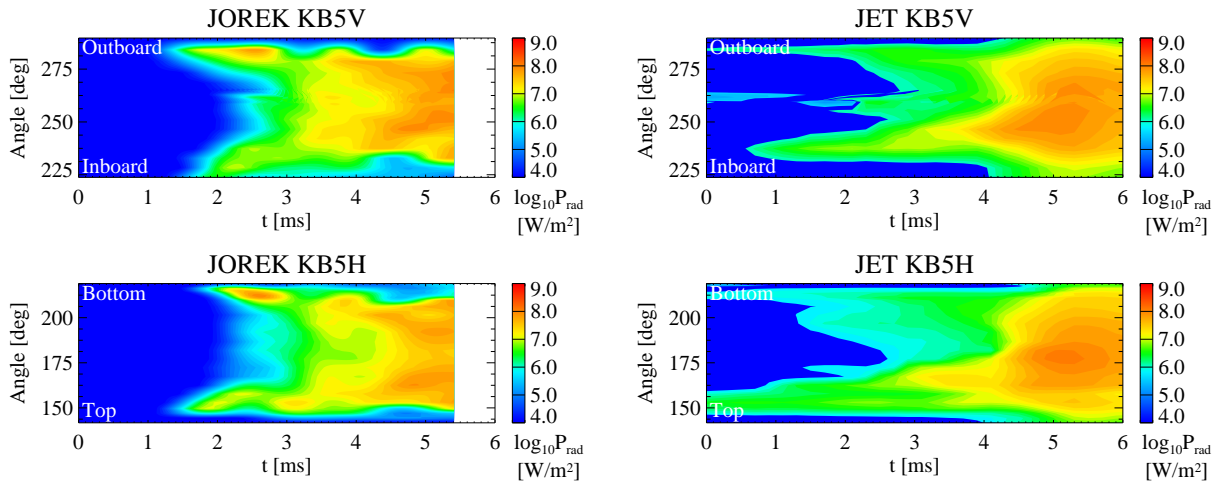 JOREK KB5V
Angle [deg]
275
250
225
Outboard
Inboard
0 1 2 3 4 5 6
t [ms]
9.0
8.0
7.0
6.0
5.0
4.0
log₁₀P_rad
[W/m²]
JET KB5V
Angle [deg]
275
250
225
Outboard
Inboard
0 1 2 3 4 5 6
t [ms]
9.0
8.0
7.0
6.0
5.0
4.0
log₁₀P_rad
[W/m²]
JOREK KB5H
Angle [deg]
200
175
150
Bottom
Top
0 1 2 3 4 5 6
t [ms]
9.0
8.0
7.0
6.0
5.0
4.0
log₁₀P_rad
[W/m²]
JET KB5H
Angle [deg]
200
175
150
Bottom
Top
0 1 2 3 4 5 6
t [ms]
9.0
8.0
7.0
6.0
5.0
4.0
log₁₀P_rad
[W/m²]